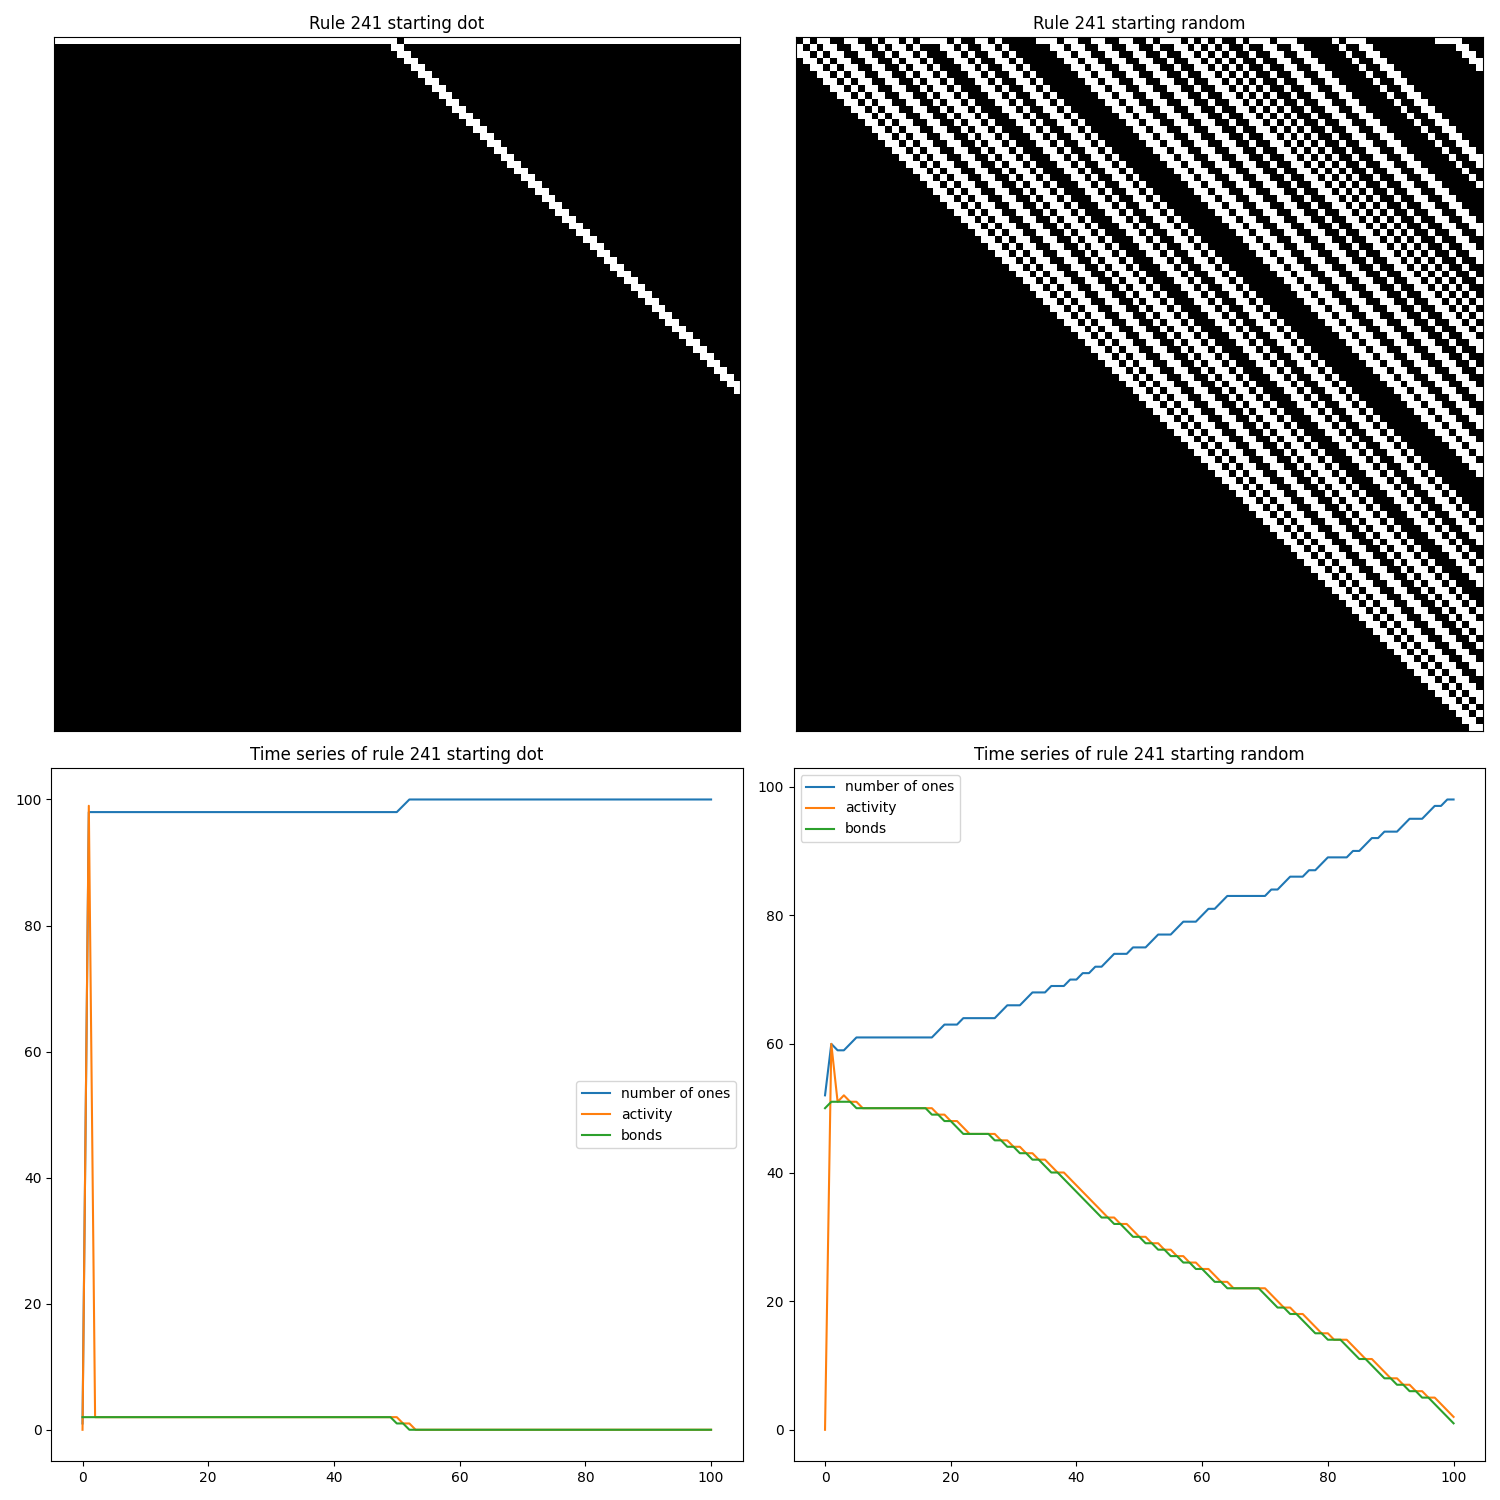 Rule 241 starting dot
Rule 241 starting random
Time series of rule 241 starting dot
100
80
60
40
20
0
number of ones
activity
bonds
0 20 40 60 80 100
Time series of rule 241 starting random
number of ones
activity
bonds
100
80
60
40
20
0
0 20 40 60 80 100